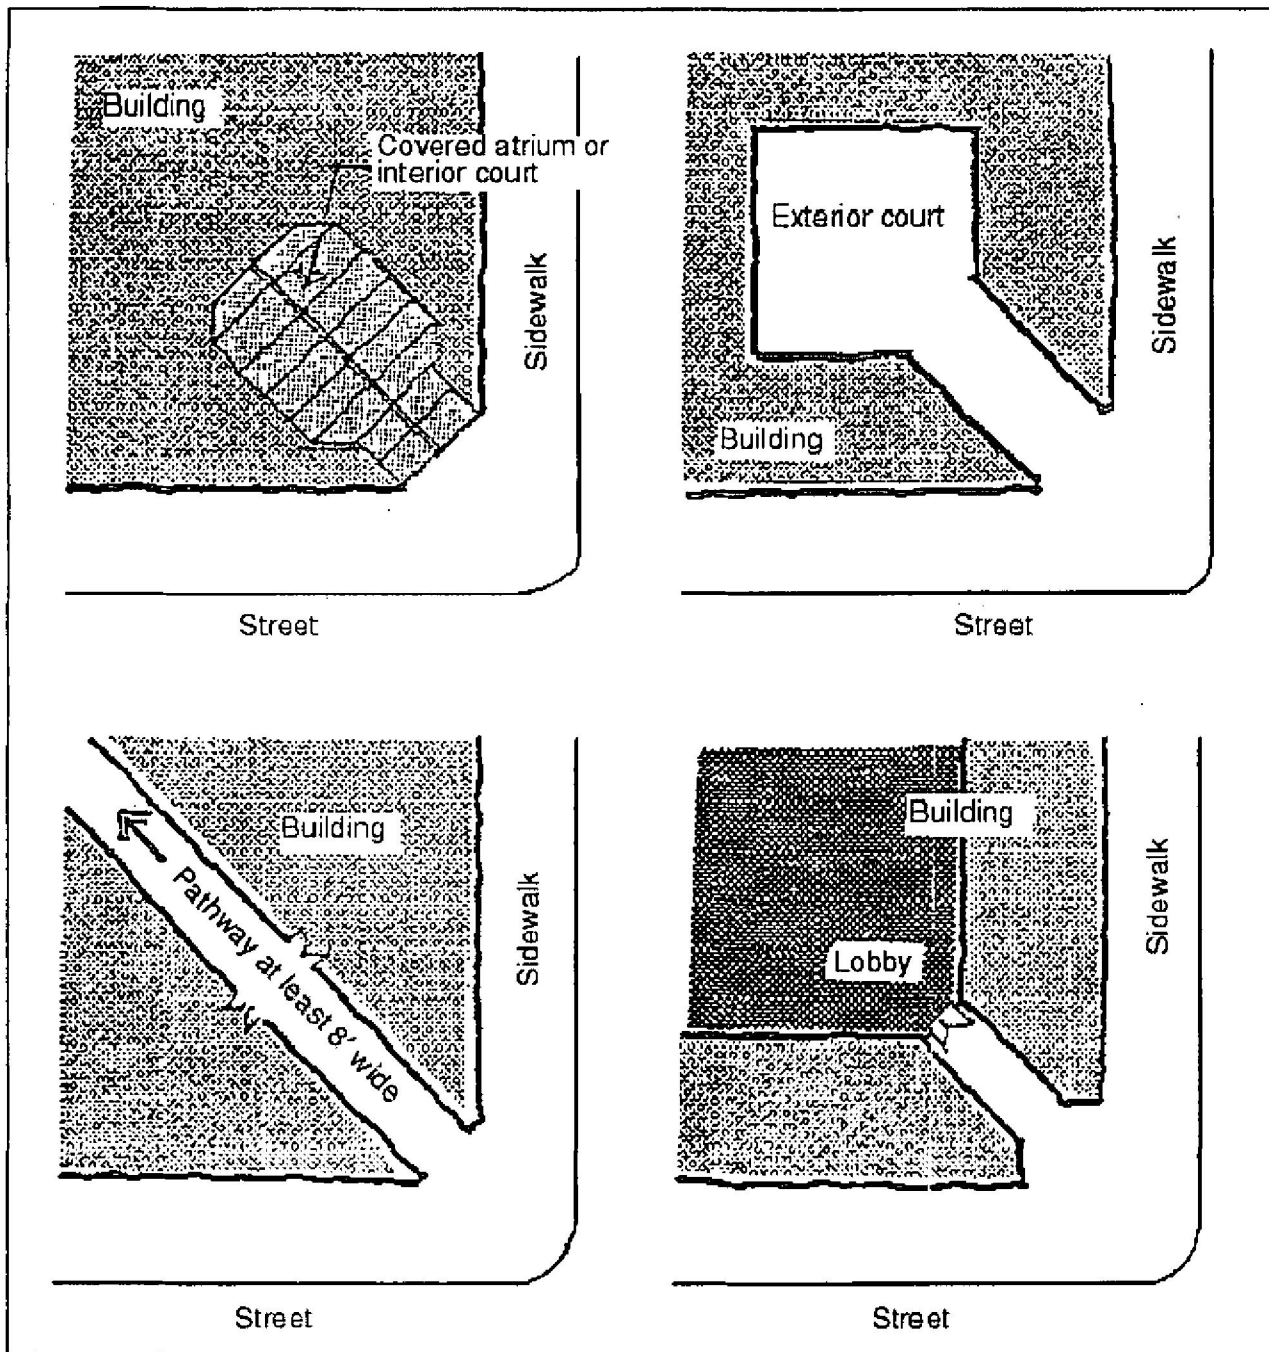 Building
Covered atrium or
interior court
Sidewalk
Street
Exterior court
Building
Sidewalk
Street
Building
Pathway at least 8' wide
Sidewalk
Street
Building
Lobby
Sidewalk
Street